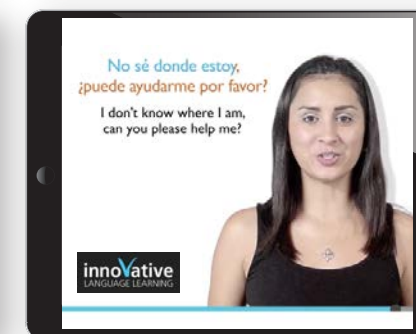 No sé donde estoy,
¿puede ayudarme por favor?
I don't know where I am,
can you please help me?
innoVative
LANGUAGE LEARNING